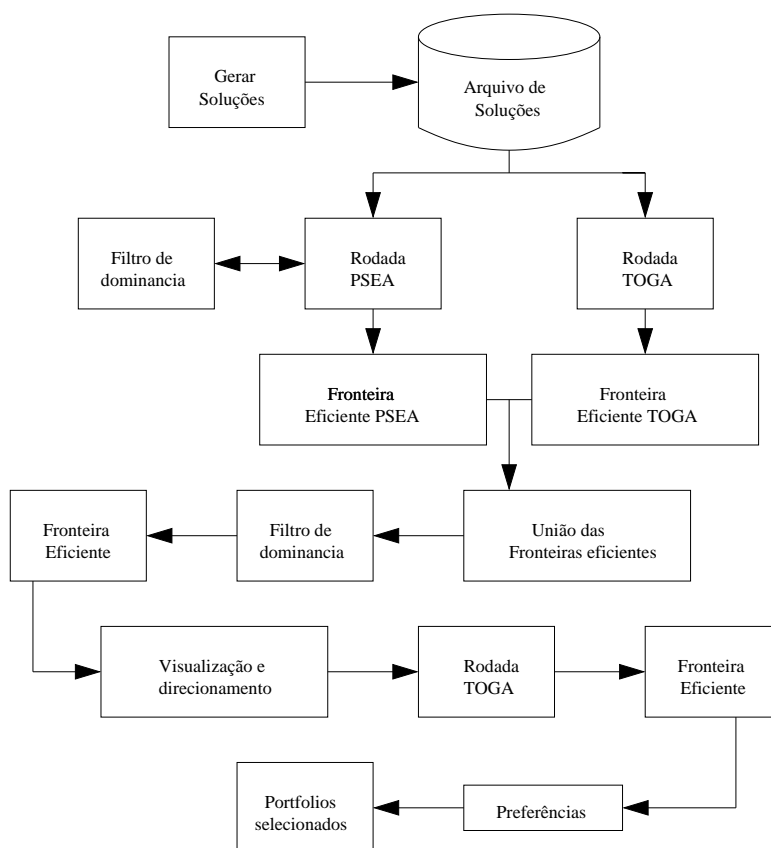 Gerar
Soluções
Arquivo de
Soluções
Filtro de
dominancia
Rodada
PSEA
Rodada
TOGA
Fronteira
Eficiente PSEA
Fronteira
Eficiente TOGA
Fronteira
Eficiente
Filtro de
dominancia
União das
Fronteiras eficientes
Visualização e
direcionamento
Rodada
TOGA
Fronteira
Eficiente
Portfolios
selecionados
Preferências